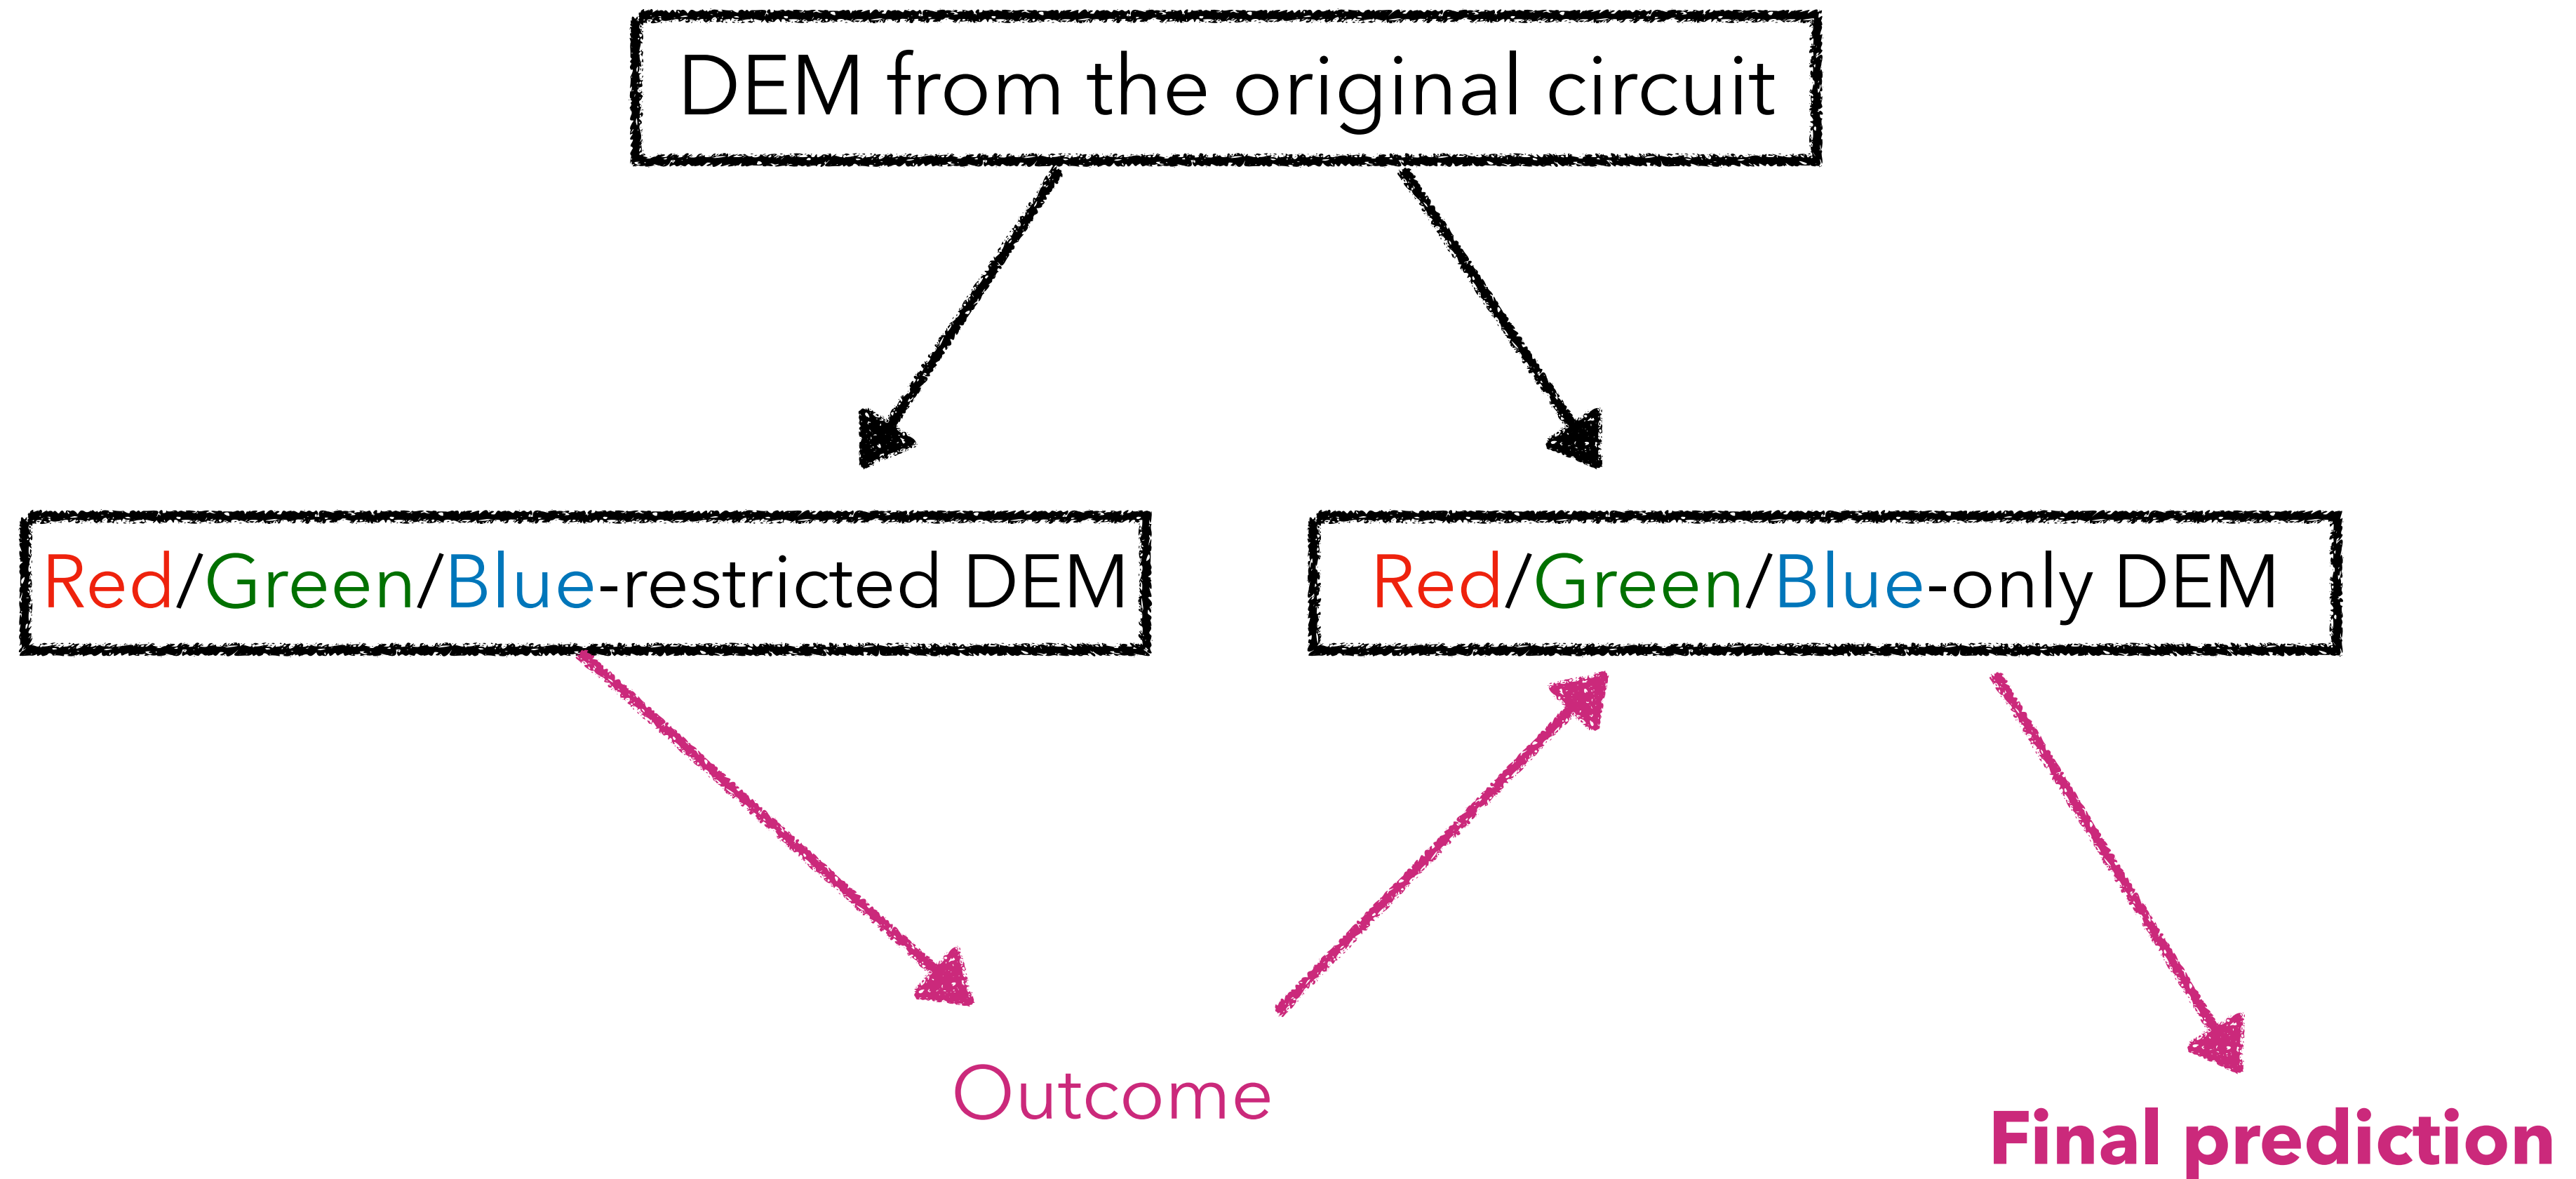 DEM from the original circuit
Red/Green/Blue-restricted DEM
Red/Green/Blue-only DEM
Outcome
Final prediction